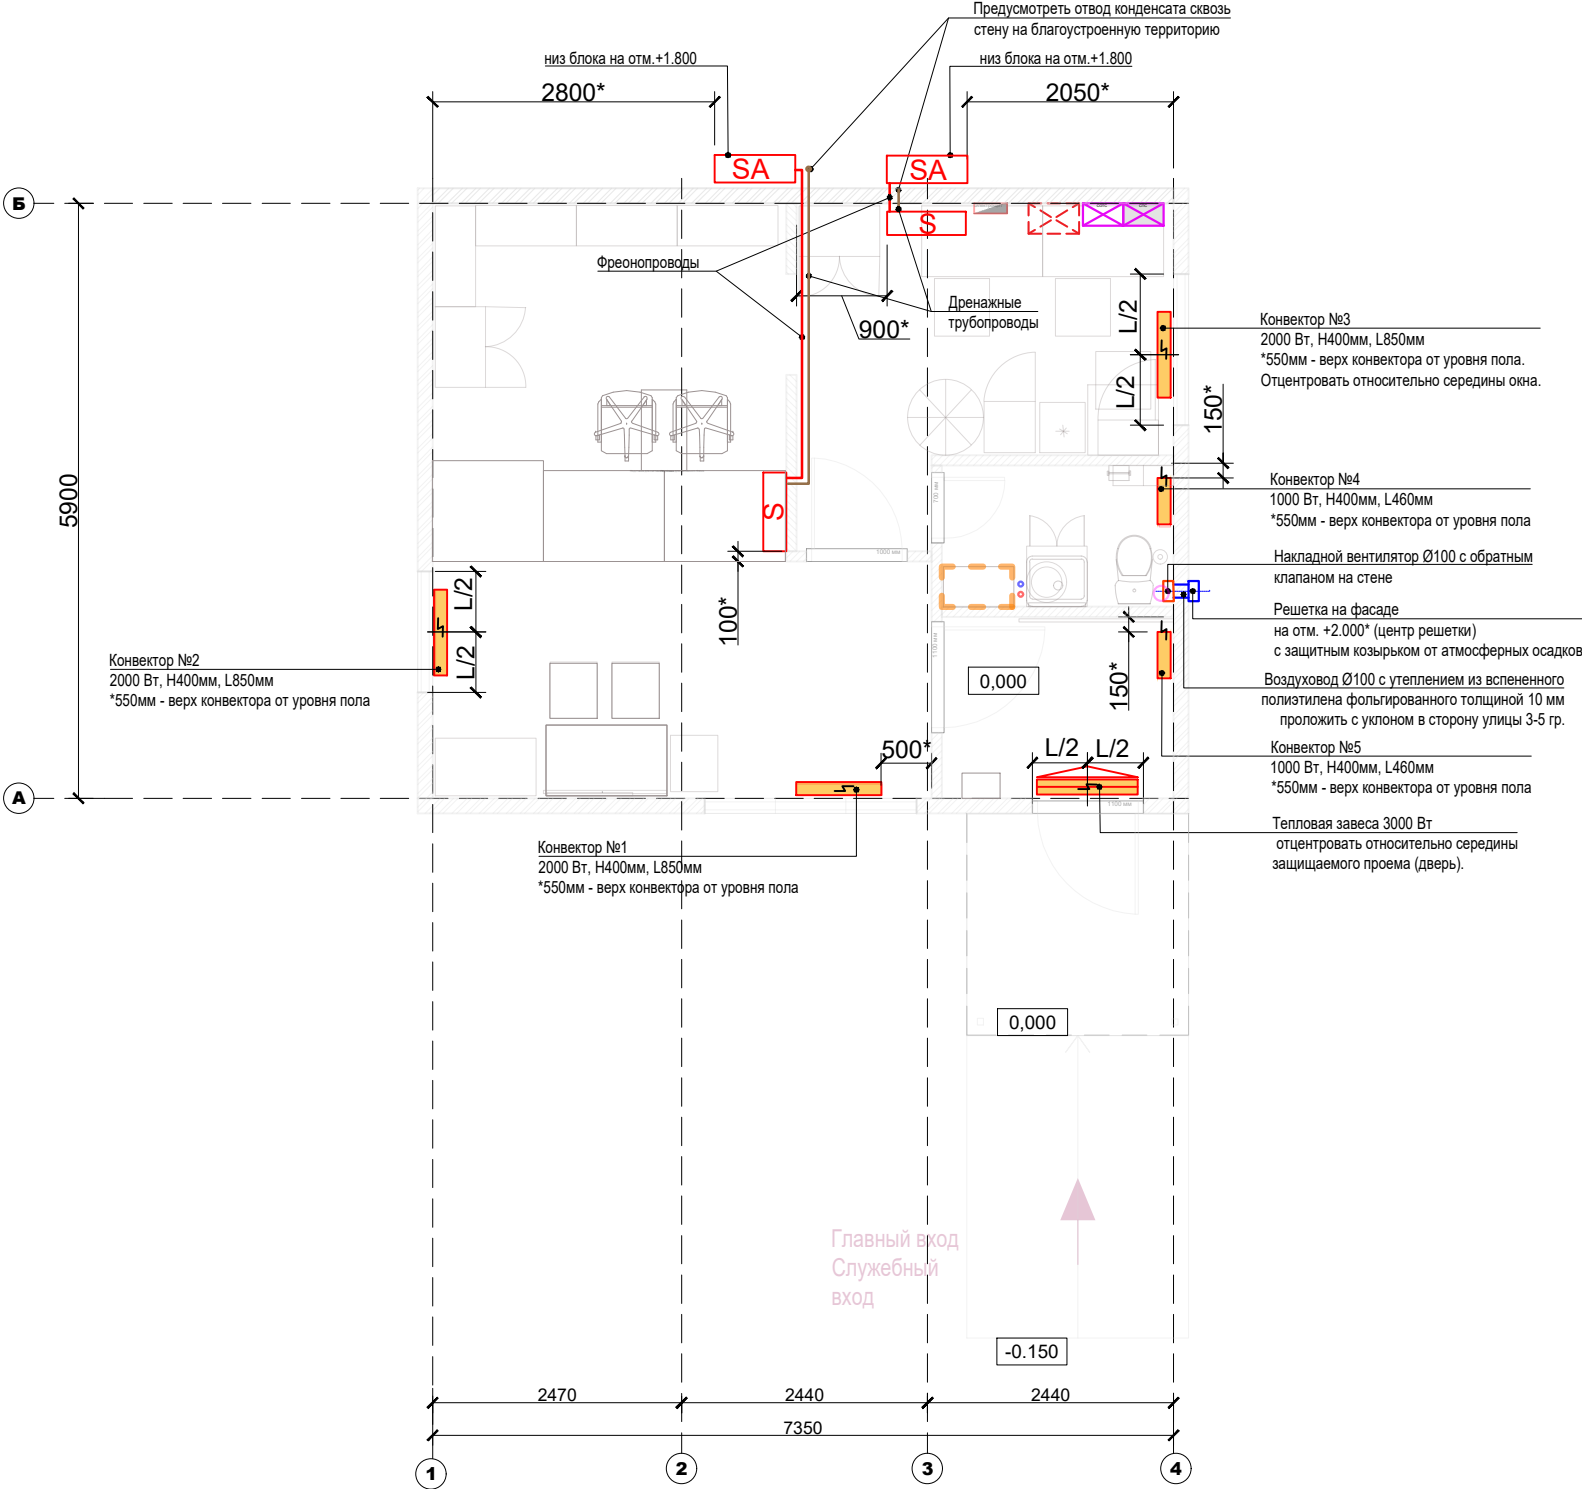 Предусмотреть отвод конденсата сквозь
стену на благоустроенную территорию
низ блока на отм.+1.800
низ блока на отм.+1.800
2800*
2050*
SA
SA
Б
S
Фреонопроводы
Дренажные
трубопроводы
900*
L/2
L/2
Конвектор №3
2000 Вт, H400мм, L850мм
*550мм - верх конвектора от уровня пола.
Отцентровать относительно середины окна.
150*
5900
Конвектор №4
1000 Вт, H400мм, L460мм
*550мм - верх конвектора от уровня пола
S
700 мм
1000 мм
Накладной вентилятор Ø100 с обратным
клапаном на стене
L/2
L/2
100*
Решетка на фасаде
на отм. +2.000* (центр решетки)
с защитным козырьком от атмосферных осадков
1100 мм
0,000
150*
Конвектор №2
2000 Вт, H400мм, L850мм
*550мм - верх конвектора от уровня пола
Воздуховод Ø100 с утеплением из вспененного
полиэтилена фольгированного толщиной 10 мм
проложить с уклоном в сторону улицы 3-5 гр.
500*
L/2
L/2
Конвектор №5
1000 Вт, H400мм, L460мм
*550мм - верх конвектора от уровня пола
А
1100 мм
Тепловая завеса 3000 Вт
отцентровать относительно середины
защищаемого проема (дверь).
Конвектор №1
2000 Вт, H400мм, L850мм
*550мм - верх конвектора от уровня пола
0,000
Главный вход
Служебный
вход
-0.150
2470
2440
2440
7350
1
2
3
4